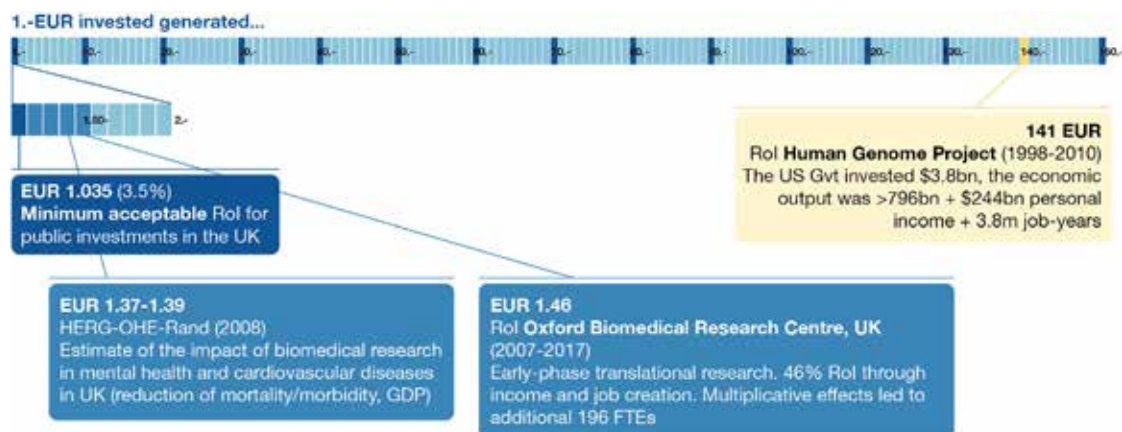 1.-EUR invested generated...
140,-
2,-
141 EUR
RoI Human Genome Project (1998-2010)
The US Gvt invested $3.8bn, the economic
output was >796bn + $244bn personal
income + 3.8m job-years
EUR 1.035 (3.5%)
Minimum acceptable RoI for
public investments in the UK
EUR 1.37-1.39
HERG-OHE-Rand (2008)
Estimate of the impact of biomedical research
in mental health and cardiovascular diseases
in UK (reduction of mortality/morbidity, GDP)
EUR 1.46
RoI Oxford Biomedical Research Centre, UK
(2007-2017)
Early-phase translational research. 46% RoI through
income and job creation. Multiplicative effects led to
additional 196 FTEs